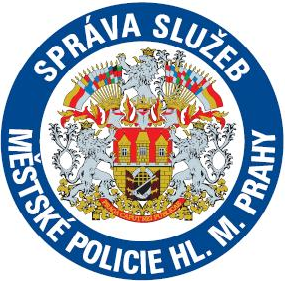 SPRÁVA SLUŽEB
MĚSTSKÉ POLICIE HL. M. PRAHY